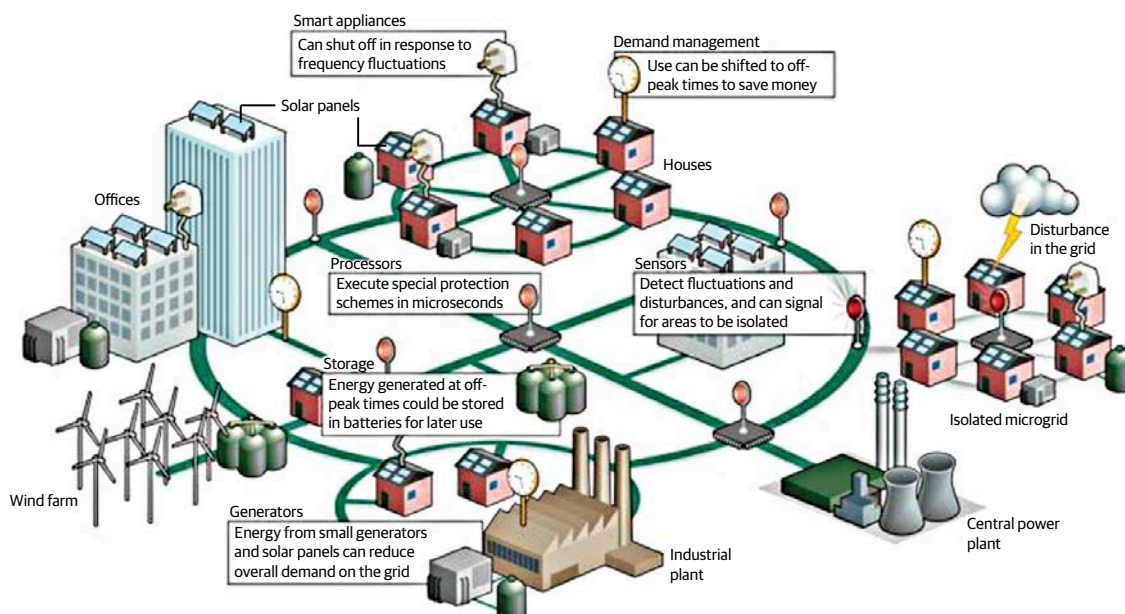 Smart appliances
Can shut off in response to
frequency fluctuations
Demand management
Use can be shifted to off-
peak times to save money
Solar panels
Houses
Offices
Disturbance
in the grid
Processors
Execute special protection
schemes in microseconds
Sensors
Detect fluctuations and
disturbances, and can signal
for areas to be isolated
Storage
Energy generated at off-
peak times could be stored
in batteries for later use
Isolated microgrid
Wind farm
Generators
Energy from small generators
and solar panels can reduce
overall demand on the grid
Industrial
plant
Central power
plant